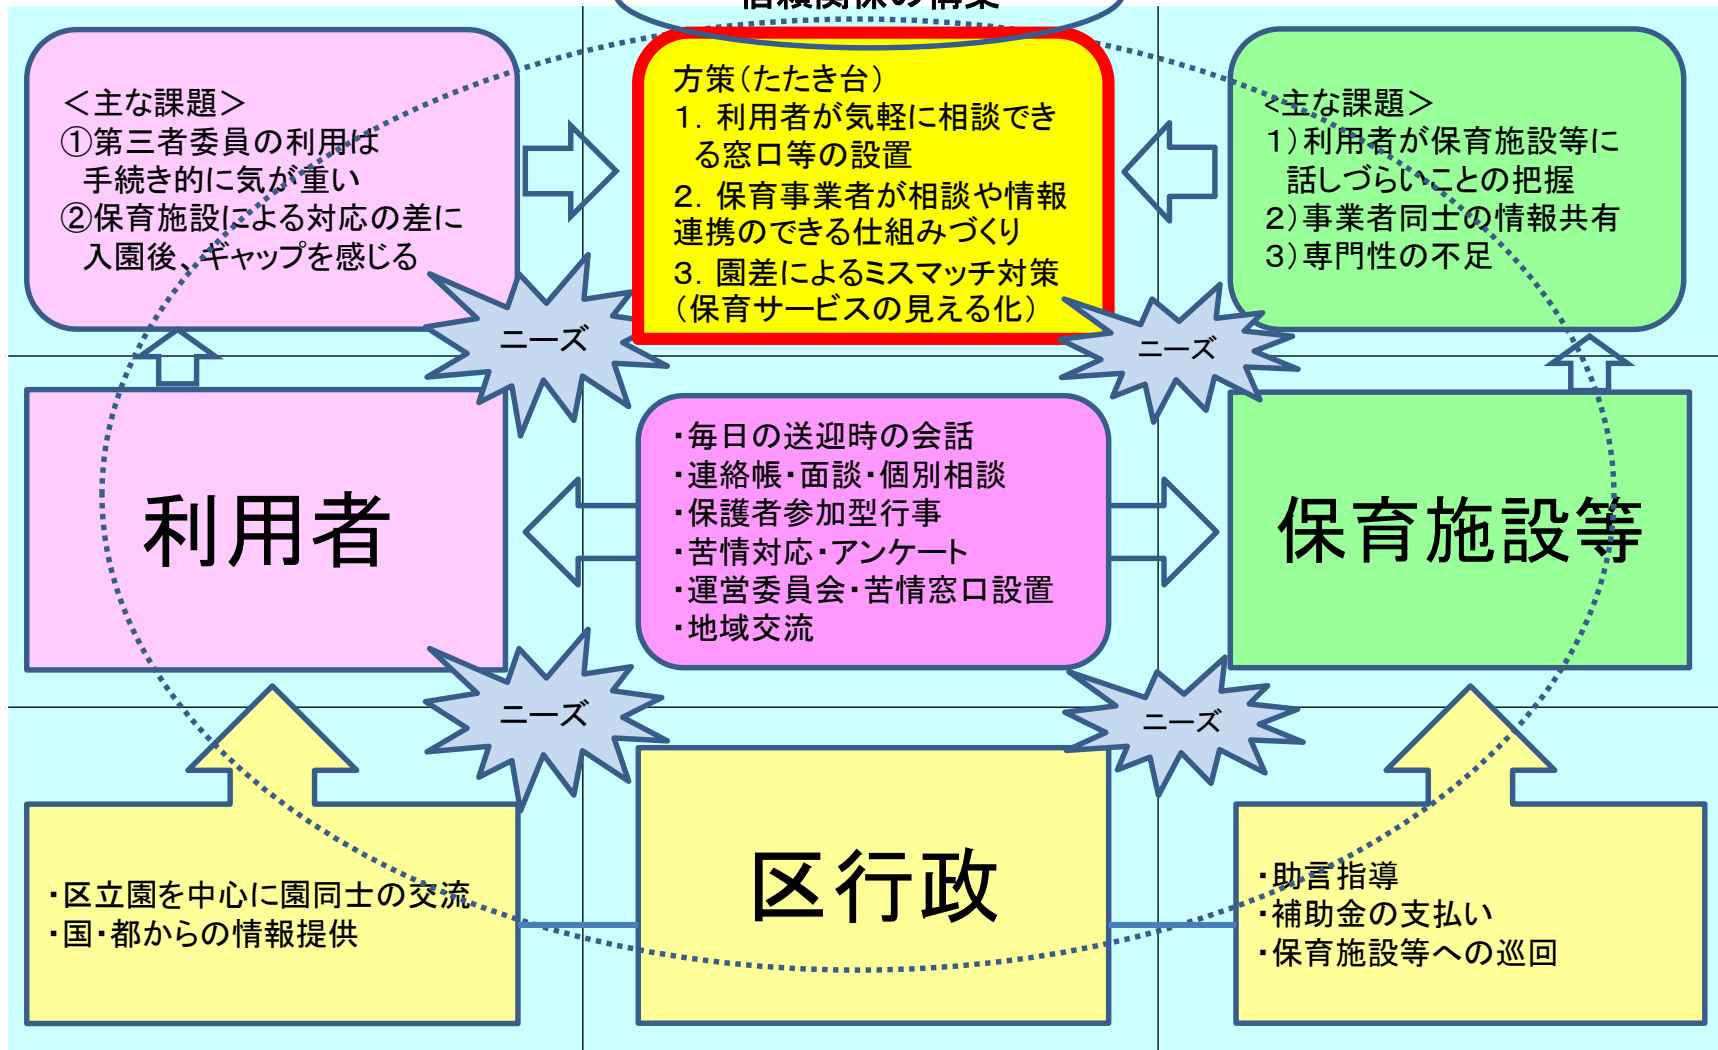 信頼関係の構築
＜主な課題＞
①第三者委員の利用は
手続き的に気が重い
②保育施設による対応の差に
入園後、ギャップを感じる
方策（たたき台）
１．利用者が気軽に相談でき
る窓口等の設置
２．保育事業者が相談や情報
連携のできる仕組みづくり
３．園差によるミスマッチ対策
（保育サービスの見える化）
<主な課題＞
１）利用者が保育施設等に
話しづらいことの把握
２）事業者同士の情報共有
３）専門性の不足
ニーズ
ニーズ
利用者
・毎日の送迎時の会話
・連絡帳・面談・個別相談
・保護者参加型行事
・苦情対応・アンケート
・運営委員会・苦情窓口設置
・地域交流
保育施設等
ニーズ
ニーズ
・区立園を中心に園同士の交流
・国・都からの情報提供
区行政
・助言指導
・補助金の支払い
・保育施設等への巡回